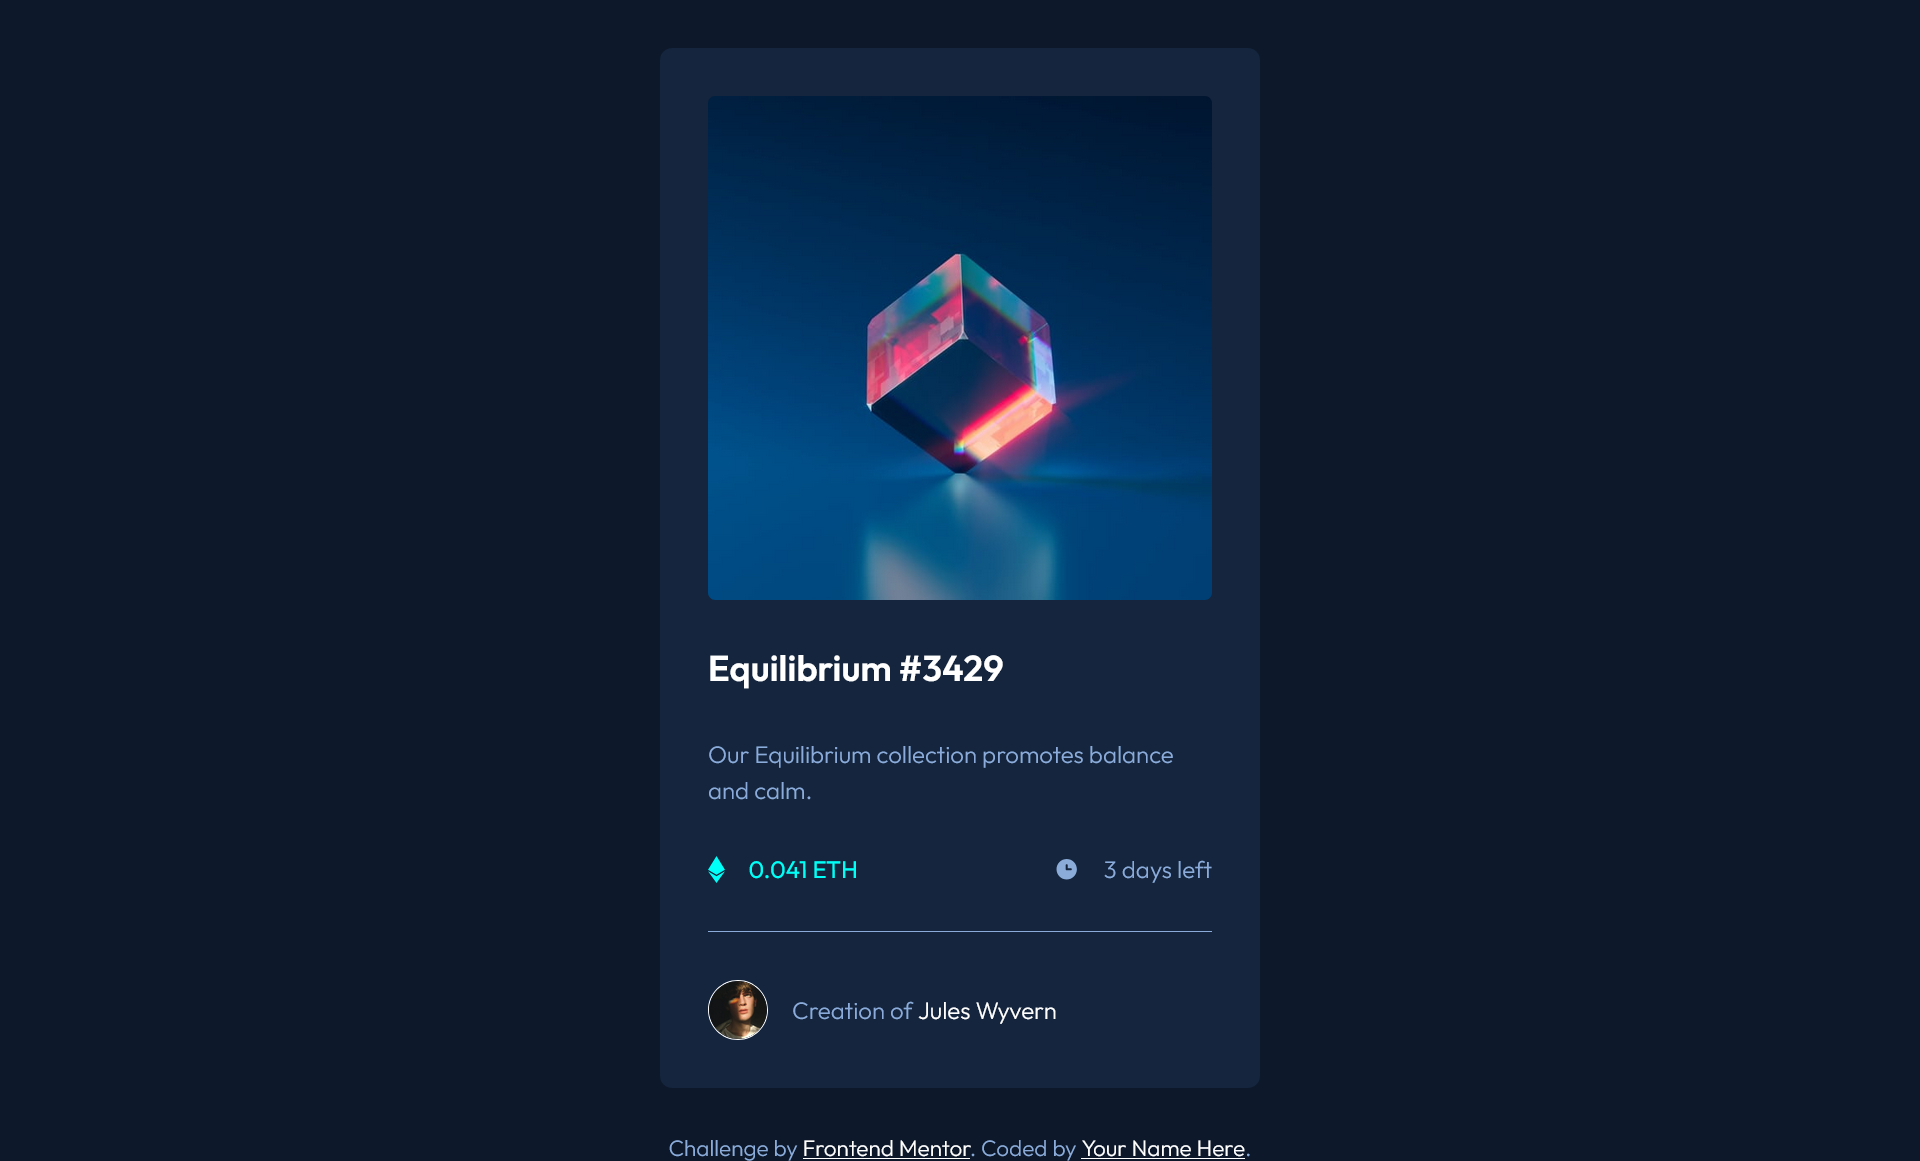 Equilibrium #3429
Our Equilibrium collection promotes balance
and calm.
0.041 ETH
3 days left
Creation of Jules Wyvern
Challenge by Frontend Mentor. Coded by Your Name Here.